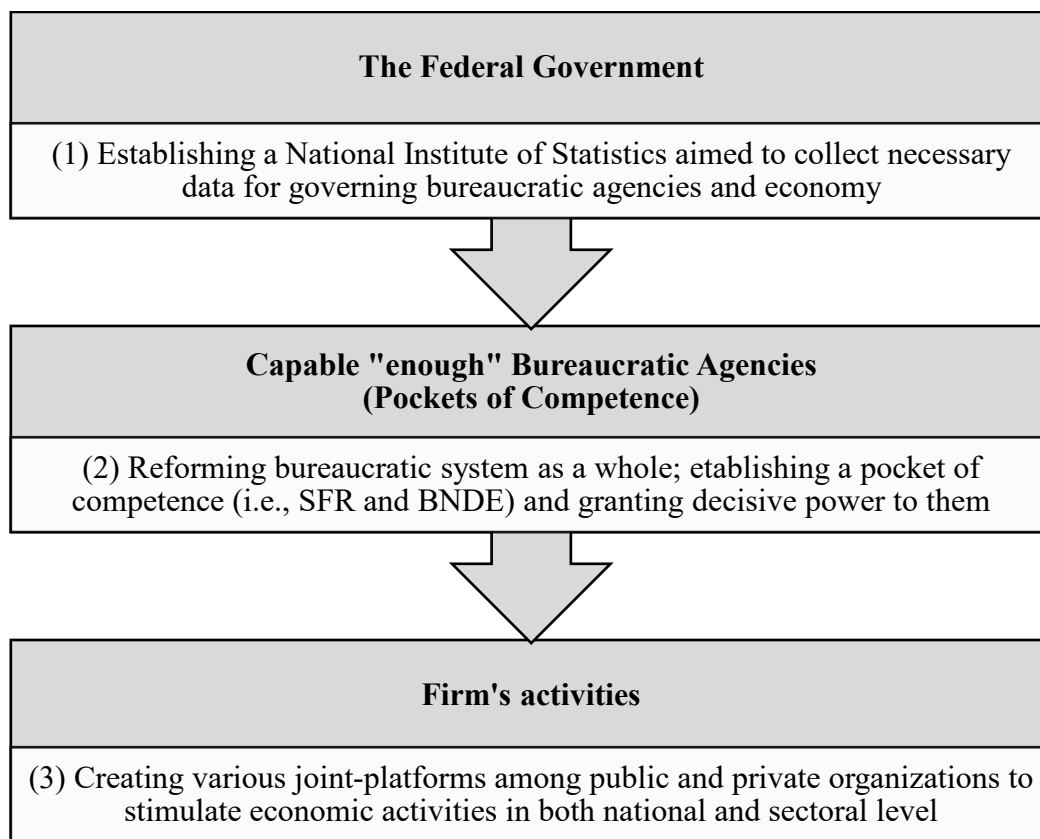 The Federal Government
(1) Establishing a National Institute of Statistics aimed to collect necessary
data for governing bureaucratic agencies and economy
Capable "enough" Bureaucratic Agencies
(Pockets of Competence)
(2) Reforming bureaucratic system as a whole; etablishing a pocket of
competence (i.e., SFR and BNDE) and granting decisive power to them
Firm's activities
(3) Creating various joint-platforms among public and private organizations to
stimulate economic activities in both national and sectoral level